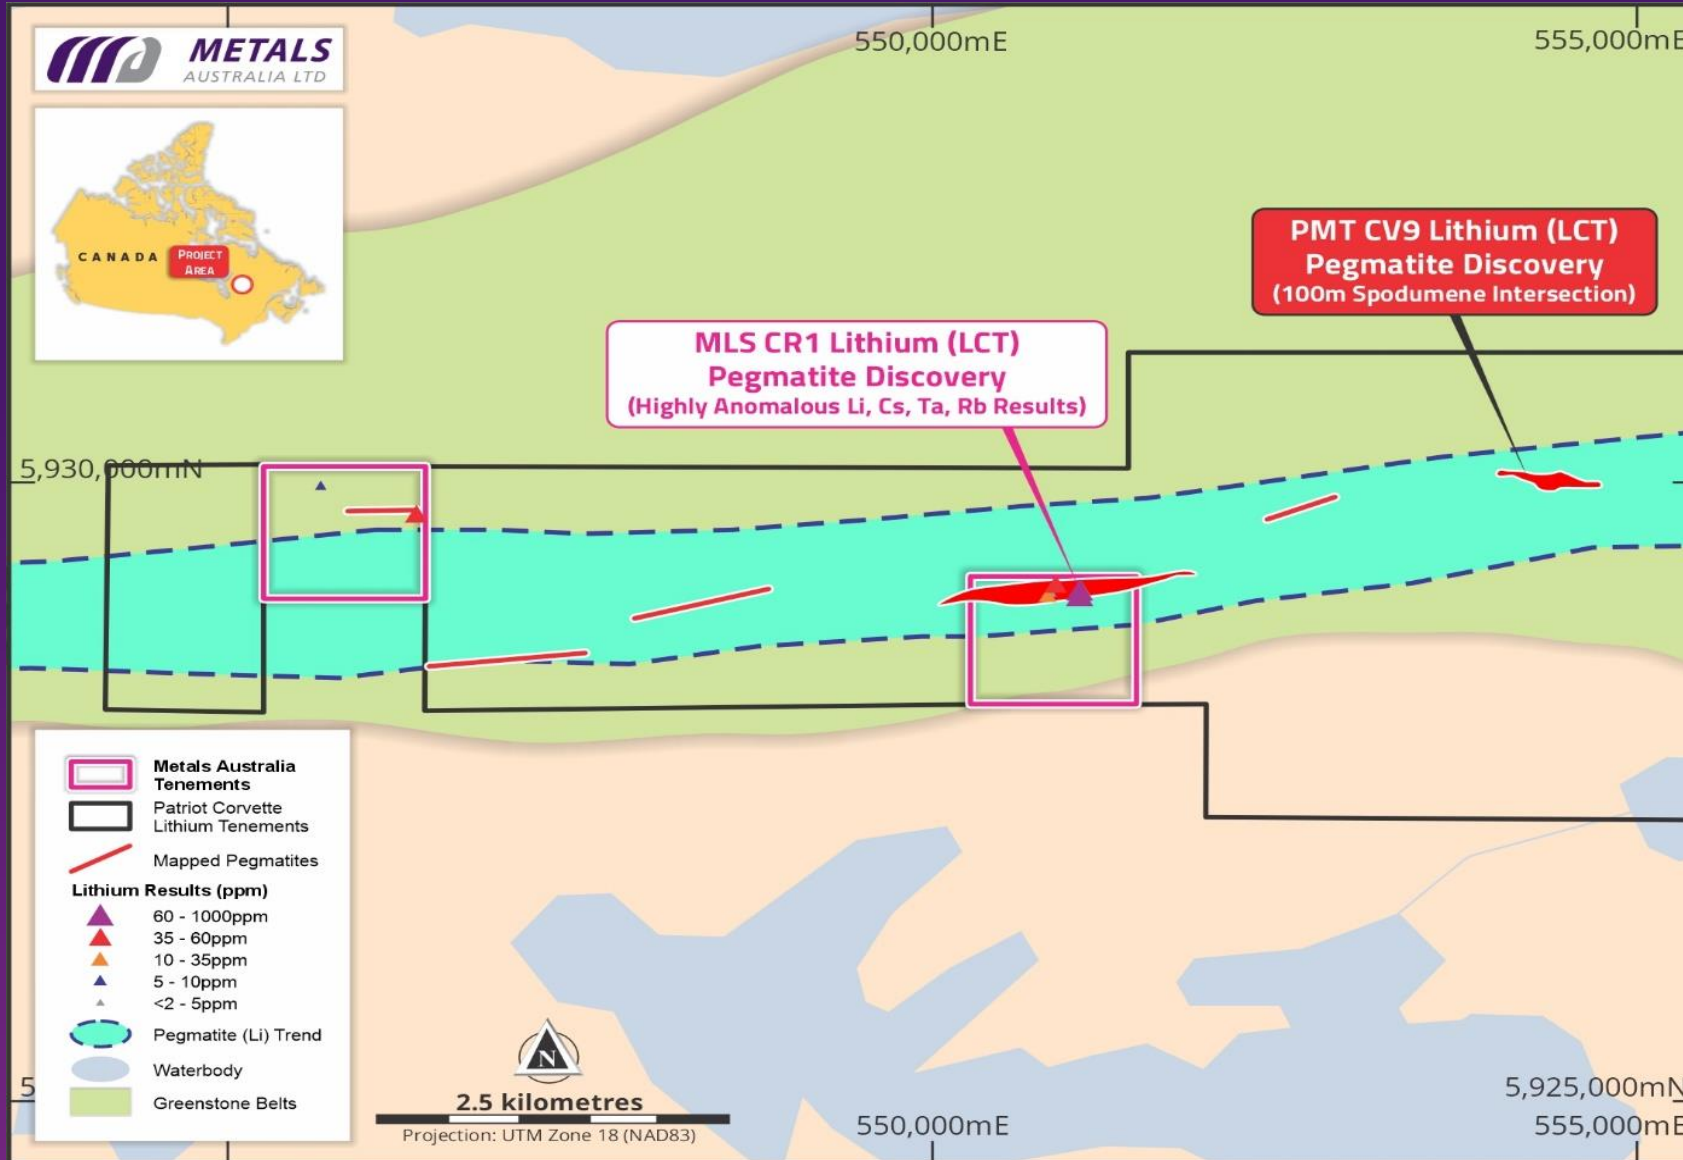 METALS
AUSTRALIA LTD
550,000mE
555,000mE
CANADA
PROJECT
AREA
PMT CV9 Lithium (LCT)
Pegmatite Discovery
(100m Spodumene Intersection)
MLS CR1 Lithium (LCT)
Pegmatite Discovery
(Highly Anomalous Li, Cs, Ta, Rb Results)
5,930,000mN
Metals Australia
Tenements
Patriot Corvette
Lithium Tenements
Mapped Pegmatites
Lithium Results (ppm)
60 - 1000ppm
35 - 60ppm
10 - 35ppm
5 - 10ppm
<2 - 5ppm
Pegmatite (Li) Trend
Waterbody
Greenstone Belts
5
N
2.5 kilometres
Projection: UTM Zone 18 (NAD83)
5,925,000mN
550,000mE
555,000mE